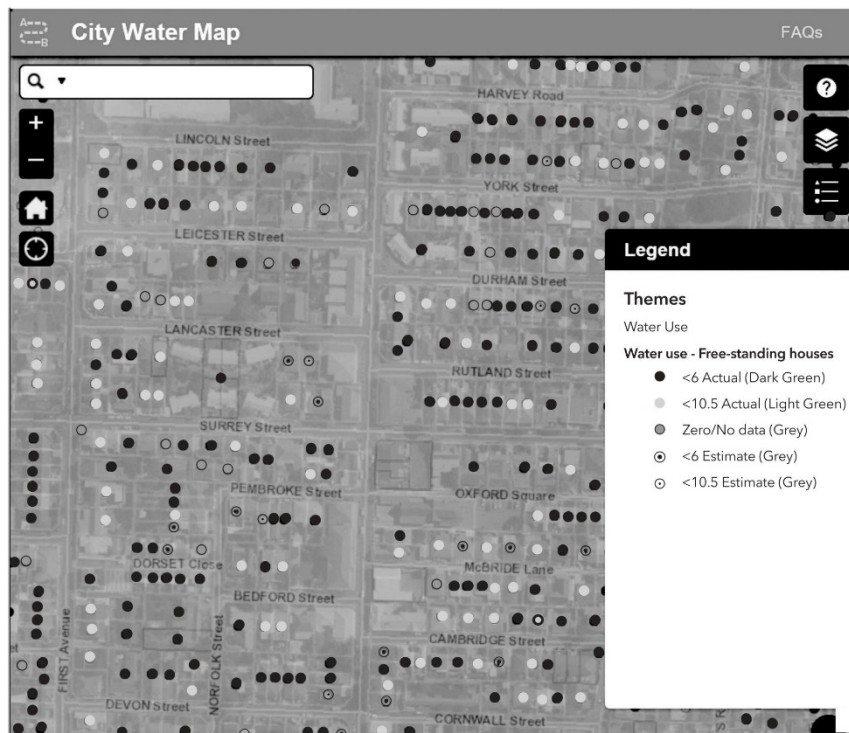 A
B
City Water Map
FAQs
HARVEY Road
LINCOLN Street
YORK Street
LEICESTER Street
DURHAM Street
LANCASTER Street
RUTLAND Street
SURREY Street
PEMBROKE Street
OXFORD Square
DORSET Close
McBRIDE Lane
BEDFORD Street
CAMBRIDGE Street
FIRST Avenue
NORFOLK Street
DEVON Street
CORNWALL Street
Legend
Themes
Water Use
Water use - Free-standing houses
<6 Actual (Dark Green)
<10.5 Actual (Light Green)
Zero/No data (Grey)
<6 Estimate (Grey)
<10.5 Estimate (Grey)